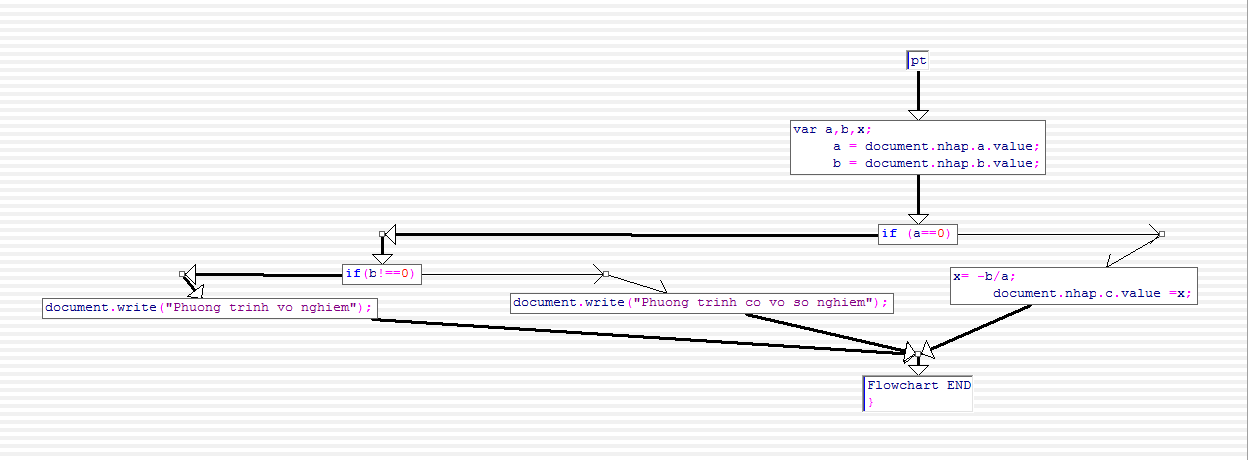 pt
var a,b,x;
a = document.nhap.a.value;
b = document.nhap.b.value;
if (a==0)
if(b!==0)
x= -b/a;
document.nhap.c.value =x;
document.write("Phuong trinh vo nghiem");
document.write("Phuong trinh co vo so nghiem");
Flowchart END
}